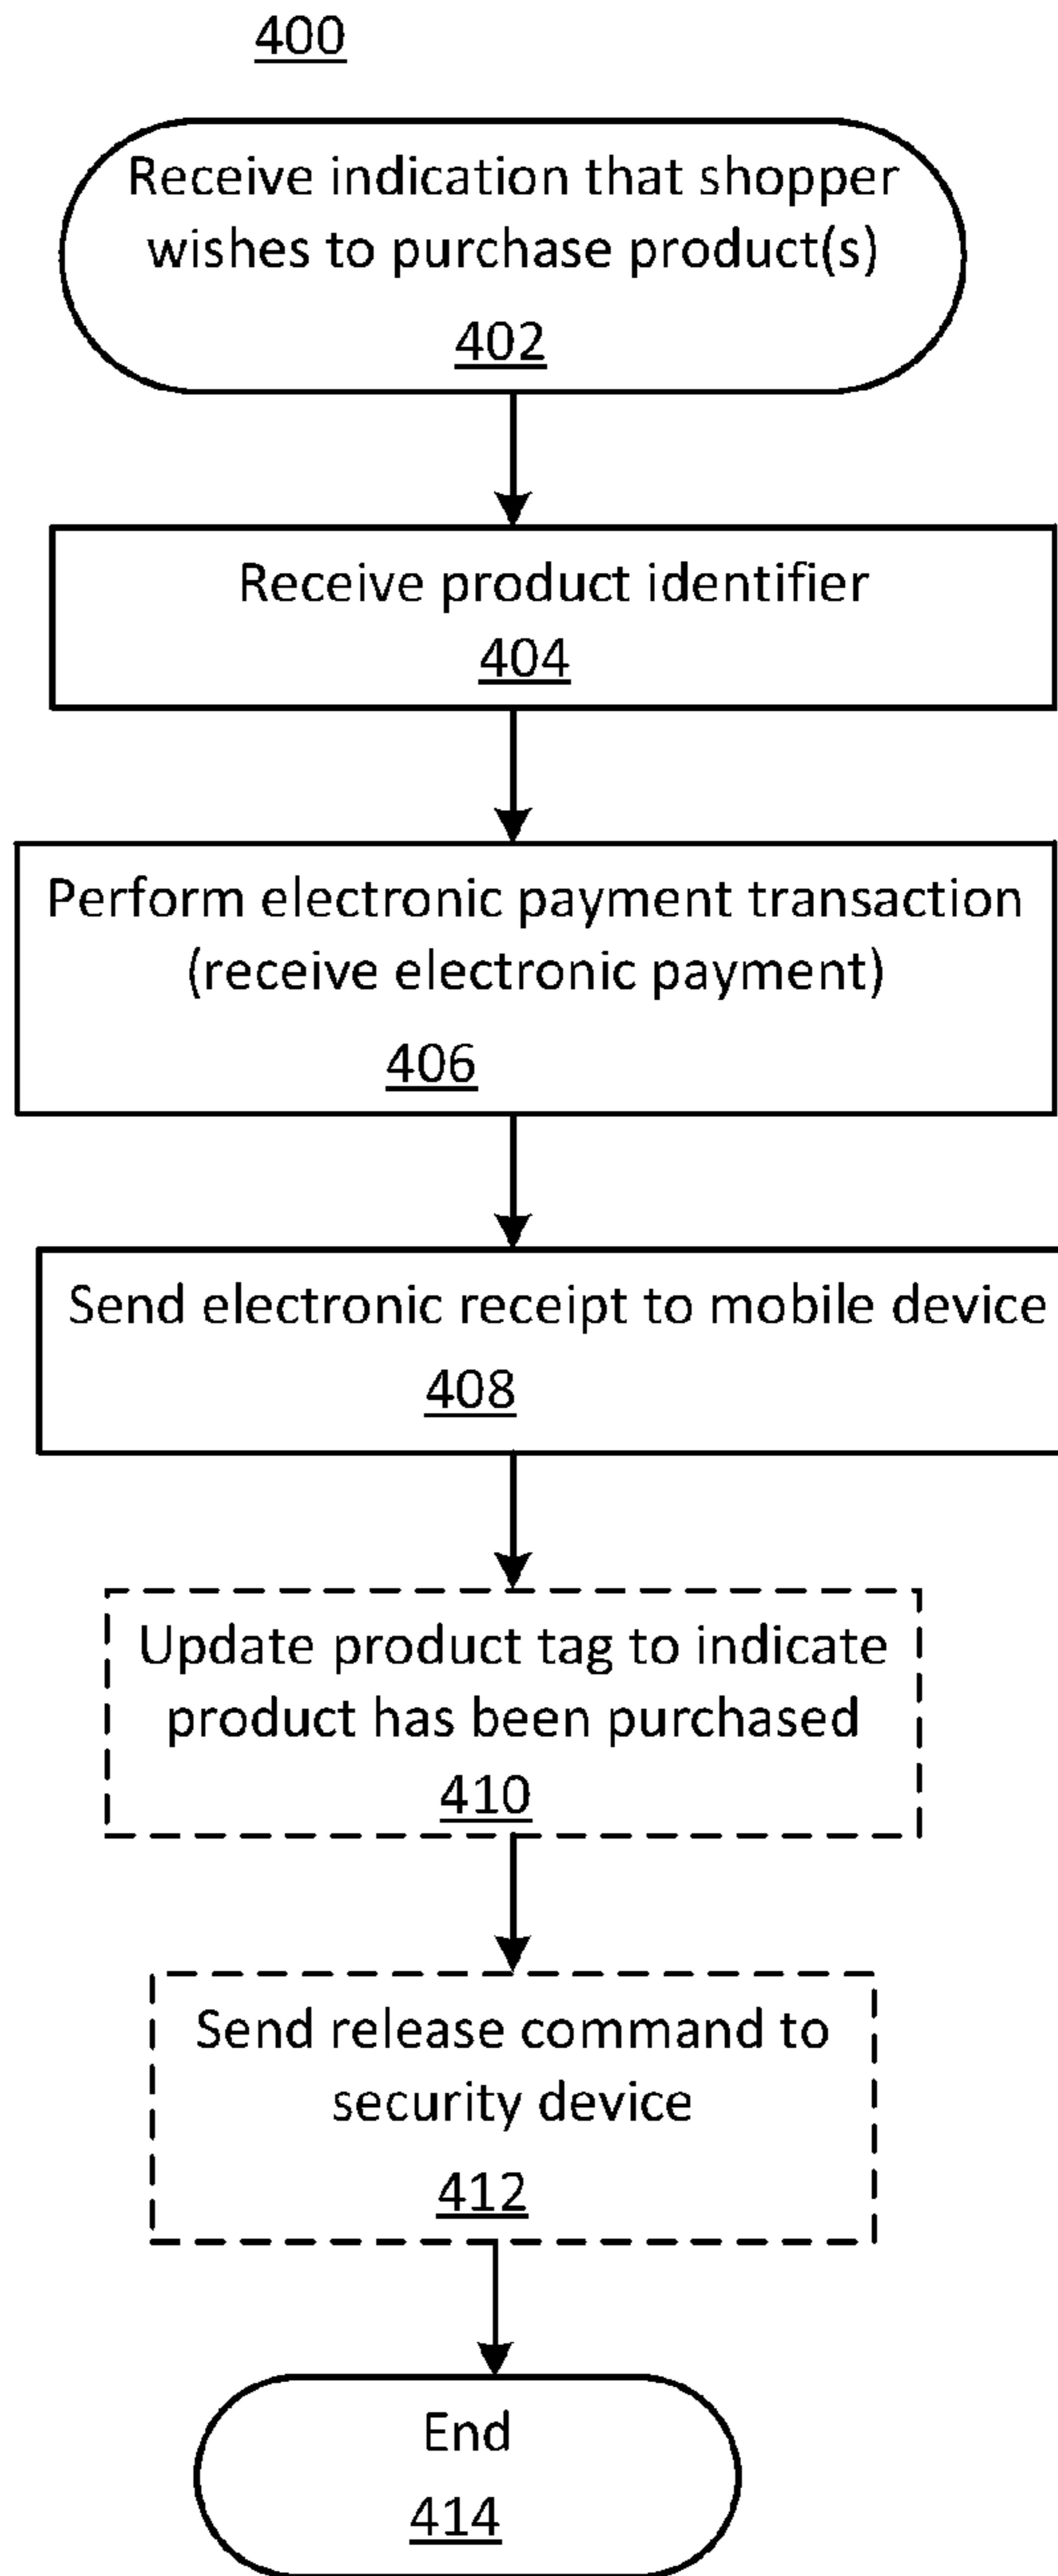 400
Receive indication that shopper
wishes to purchase product(s)
402
Receive product identifier
404
Perform electronic payment transaction
(receive electronic payment)
406
Send electronic receipt to mobile device
408
Update product tag to indicate
product has been purchased
410
Send release command to
security device
412
End
414